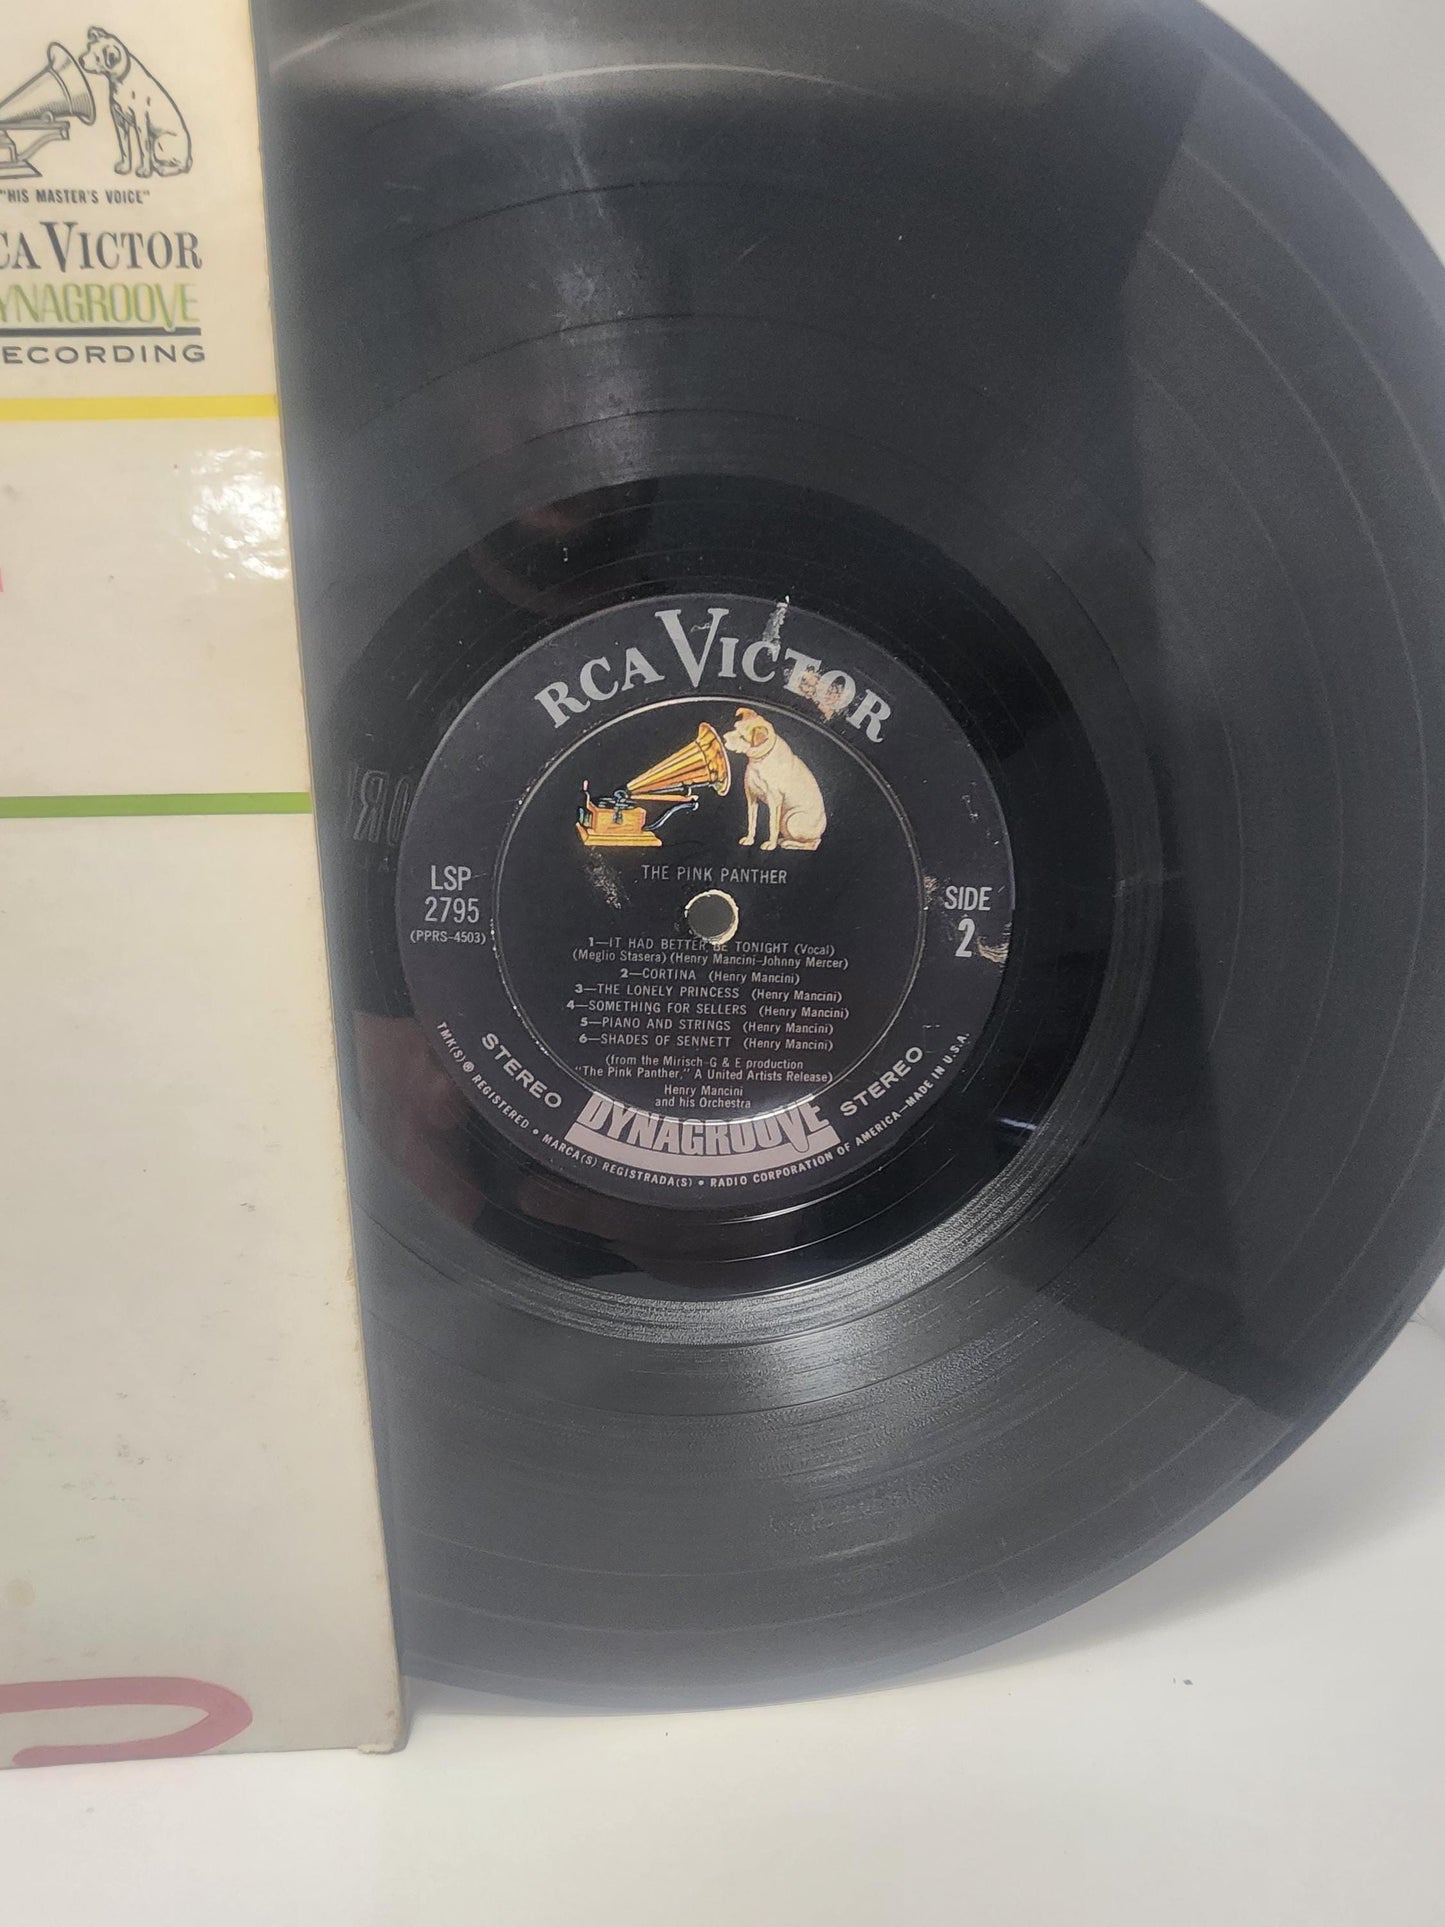 "HIS MASTER'S VOICE"
CA VICTOR
YNAGROOVE
ECORDING
RCA VICTOR
THE PINK PANTHER
LSP
2795
(PPRS-4503)
SIDE
2
1—IT HAD BETTER BE TONIGHT (Vocal)
(Meglio Stasera) (Henry Mancini-Johnny Mercer)
2—CORTINA (Henry Mancini)
3—THE LONELY PRINCESS (Henry Mancini)
4—SOMETHING FOR SELLERS (Henry Mancini)
5—PIANO AND STRINGS (Henry Mancini)
6—SHADES OF SENNETT (Henry Mancini)
(from the Mirisch-G & E production
"The Pink Panther," A United Artists Release)
Henry Mancini
and his Orchestra
STEREO
DYNAGROOVE
STEREO
TMK(S) ® REGISTERED • MARCA(S) REGISTRADA(S) • RADIO CORPORATION OF AMERICA—MADE IN U.S.A.